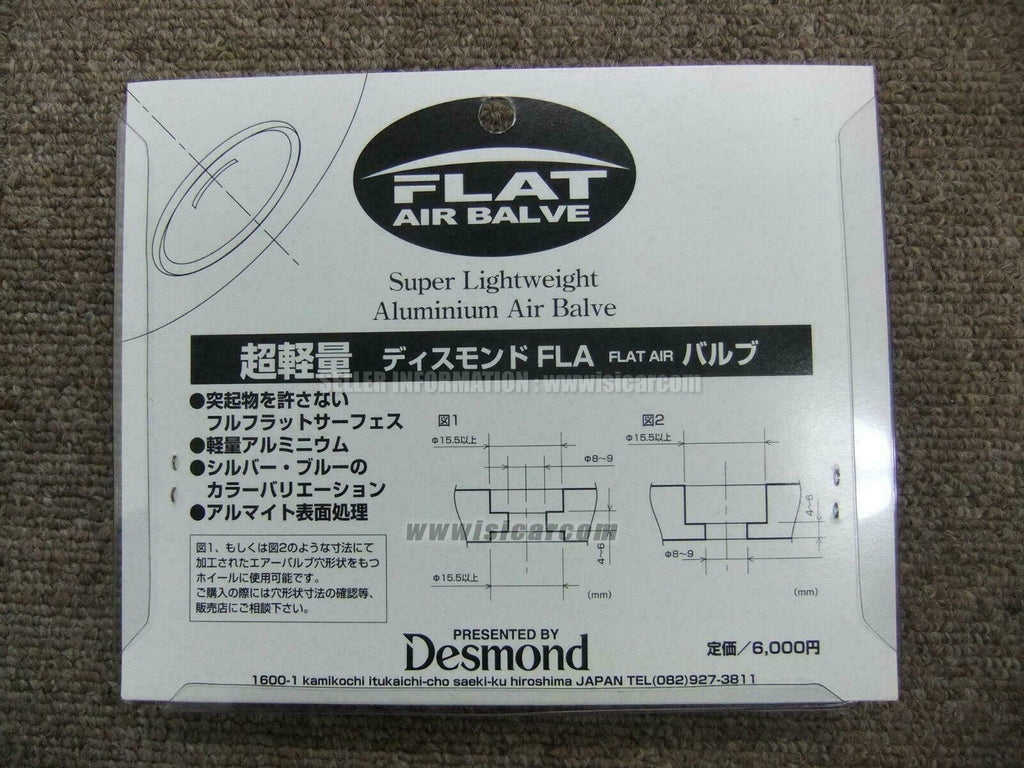 FLAT
AIR BALVE
Super Lightweight
Aluminium Air Balve
超軽量 ディスモンド FLA FLAT AIR バルブ
SELLER INFORMATION : www.isicar.com
●突起物を許さない
フルフラットサーフェス
●軽量アルミニウム
●シルバー・ブルーの
カラーバリエーション
●アルマイト表面処理
図1、もしくは図2のような寸法にて
加工されたエアーバルブ穴形状をもつ
ホイールに使用可能です。
ご購入の際には穴形状寸法の確認等、
販売店にご相談下さい。
図1
Φ15.5以上
Φ8〜9
4〜6
Φ15.5以上
(mm)
図2
Φ15.5以上
4〜6
Φ8〜9
(mm)
www.isicar.com
PRESENTED BY
Desmond
定価/6,000円
1600-1 kamikochi itukaichi-cho saeki-ku hiroshima JAPAN TEL(082)927-3811